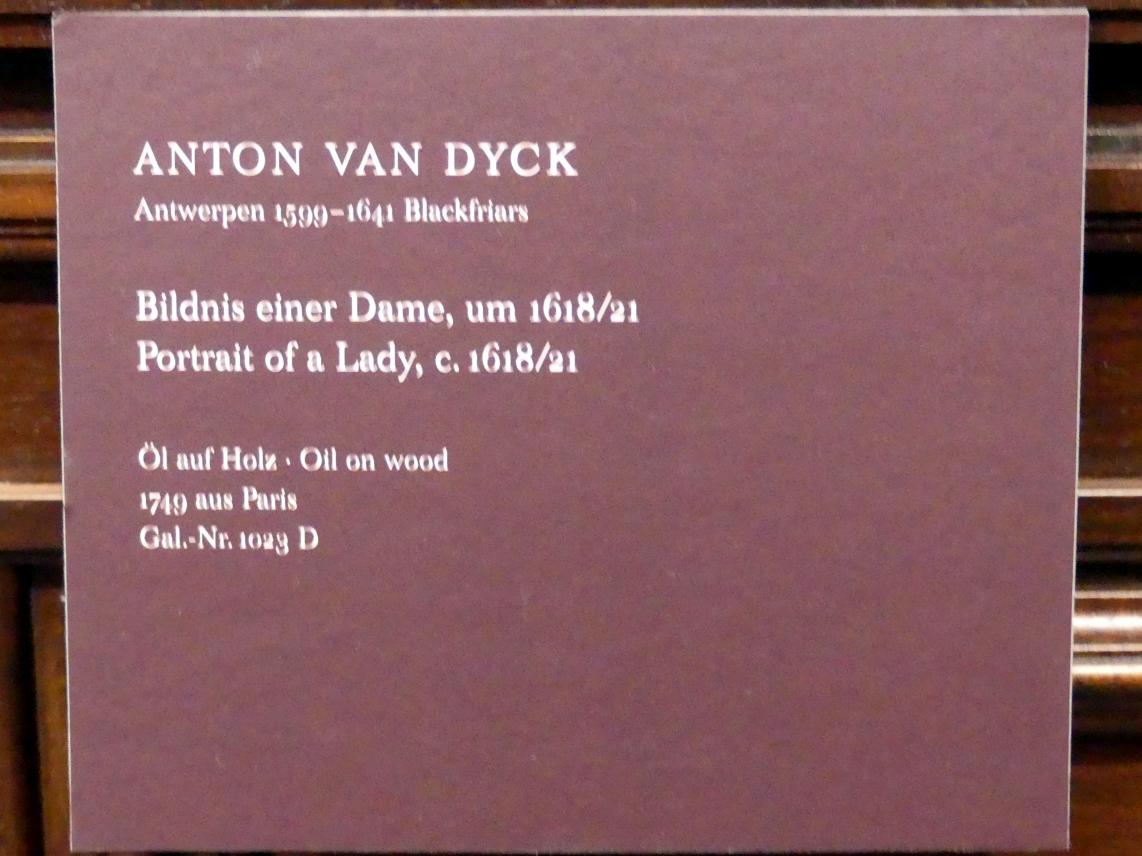 ANTON VAN DYCK
Antwerpen 1599–1641 Blackfriars
Bildnis einer Dame, um 1618/21
Portrait of a Lady, c. 1618/21
Öl auf Holz · Oil on wood
1749 aus Paris
Gal.-Nr. 1023 D